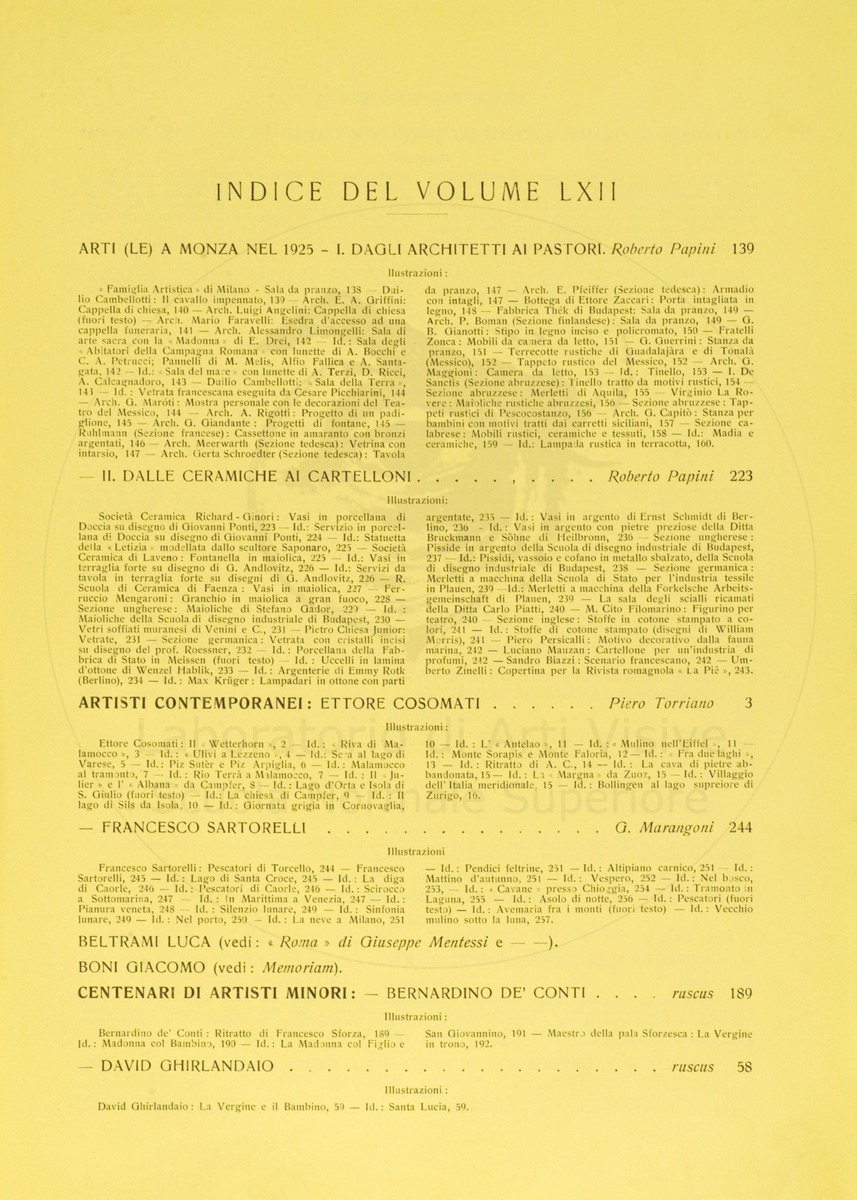 INDICE DEL VOLUME LXII
ARTI (LE) A MONZA NEL 1925 - I. DAGLI ARCHITETTI AI PASTORI. Roberto Papini 139
Illustrazioni:
« Famiglia Artistica » di Milano - Sala da pranzo, 138 — Dui-
lio Cambellotti: Il cavallo impennato, 139 — Arch. E. A. Griffini:
Cappella di chiesa, 140 — Arch. Luigi Angelini: Cappella di chiesa
(fuori testo) — Arch. Mario Faravelli: Esedra d'accesso ad una
cappella funeraria, 141 — Arch. Alessandro Limongelli: Sala di
arte sacra con la « Madonna » di E. Drei, 142 — Id.: Sala degli
« Abitatori della Campagna Romana » con lunette di A. Bocchi e
C. A. Petrucci; Pannelli di M. Melis, Alfio Fallica e A. Santa-
gata, 142 — Id.: « Sala del mare » con lunette di A. Terzi, D. Ricci,
A. Calcagnadoro, 143 — Duilio Cambellotti: « Sala della Terra »,
143 — Id.: Vetrata francescana eseguita da Cesare Picchiarini, 144
— Arch. G. Maróti: Mostra personale con le decorazioni del Tea-
tro del Messico, 144 — Arch. A. Rigotti: Progetto di un padi-
glione, 145 — Arch. G. Giandante: Progetti di fontane, 145 —
Ruhlmann (Sezione francese): Cassettone in amaranto con bronzi
argentati, 146 — Arch. Meerwarth (Sezione tedesca): Vetrina con
intarsio, 147 — Arch. Gerta Schroedter (Sezione tedesca): Tavola
da pranzo, 147 — Arch. E. Pfeiffer (Sezione tedesca): Armadio
con intagli, 147 — Bottega di Ettore Zaccari: Porta intagliata in
legno, 148 — Fabbrica Thék di Budapest: Sala da pranzo, 149 —
Arch. P. Boman (Sezione finlandese): Sala da pranzo, 149 — G.
B. Gianotti: Stipo in legno inciso e policromato, 150 — Fratelli
Zonca: Mobili da camera da letto, 151 — G. Guerrini: Stanza da
pranzo, 151 — Terrecotte rustiche di Guadalajàra e di Tonalà
(Messico), 152 — Tappeto rustico del Messico, 152 — Arch. G.
Maggioni: Camera da letto, 153 — Id.: Tinello, 153 — I. De
Sanctis (Sezione abruzzese): Tinello tratto da motivi rustici, 154 —
Sezione abruzzese: Merletti di Aquila, 155 — Virginio La Ro-
vere: Maioliche rustiche abruzzesi, 156 — Sezione abruzzese: Tap-
peti rustici di Pescocostanzo, 156 — Arch. G. Capitò: Stanza per
bambini con motivi tratti dai carretti siciliani, 157 — Sezione ca-
labrese: Mobili rustici, ceramiche e tessuti, 158 — Id.: Madia e
ceramiche, 159 — Id.: Lampada rustica in terracotta, 160.
— II. DALLE CERAMICHE AI CARTELLONI. . . . . , . . . . Roberto Papini 223
Illustrazioni:
Società Ceramica Richard-Ginori: Vasi in porcellana di
Doccia su disegno di Giovanni Ponti, 223 — Id.: Servizio in porcel-
lana di Doccia su disegno di Giovanni Ponti, 224 — Id.: Statuetta
della « Letizia » modellata dallo scultore Saponaro, 225 — Società
Ceramica di Laveno: Fontanella in maiolica, 225 — Id.: Vasi in
terraglia forte su disegno di G. Andlovitz, 226 — Id.: Servizi da
tavola in terraglia forte su disegni di G. Andlovitz, 226 — R.
Scuola di Ceramica di Faenza: Vasi in maiolica, 227 — Fer-
ruccio Mengaroni: Granchio in maiolica a gran fuoco, 228 —
Sezione ungherese: Maioliche di Stefano Gador, 229 — Id.:
Maioliche della Scuola di disegno industriale di Budapest, 230 —
Vetri soffiati muranesi di Venini e C., 231 — Pietro Chiesa Junior:
Vetrate, 231 — Sezione germanica: Vetrata con cristalli incisi
su disegno del prof. Roessner, 232 — Id.: Porcellana della Fab-
brica di Stato in Meissen (fuori testo) — Id.: Uccelli in lamina
d'ottone di Wenzel Hablik, 233 — Id.: Argenterie di Emmy Rotk
(Berlino), 234 — Id.: Max Krüger: Lampadari in ottone con parti
argentate, 235 — Id.: Vasi in argento di Ernst Schmidt di Ber-
lino, 236 — Id.: Vasi in argento con pietre preziose della Ditta
Bruckmann e Söhne di Heilbronn, 236 — Sezione ungherese:
Pisside in argento della Scuola di disegno industriale di Budapest,
237 — Id.: Pissidi, vassoio e cofano in metallo sbalzato, della Scuola
di disegno industriale di Budapest, 238 — Sezione germanica:
Merletti a macchina della Scuola di Stato per l'industria tessile
in Plauen, 239 — Id.: Merletti a macchina della Forkelsche Arbeits-
gemeinschaft di Plauen, 239 — La sala degli scialli ricamati
della Ditta Carlo Piatti, 240 — M. Cito Filomarino: Figurino per
teatro, 240 — Sezione inglese: Stoffe in cotone stampato a co-
lori, 241 — Id.: Stoffe di cotone stampato (disegni di William
Morris), 241 — Piero Persicalli: Motivo decorativo dalla fauna
marina, 242 — Luciano Mauzan: Cartellone per un'industria di
profumi, 242 — Sandro Biazzi: Scenario francescano, 242 — Um-
berto Zinelli: Copertina per la Rivista romagnola « La Piê », 243.
ARTISTI CONTEMPORANEI: ETTORE COSOMATI . . . . . . Piero Torriano 3
Illustrazioni:
Ettore Cosomati: Il « Wetterhorn », 2 — Id.: « Riva di Ma-
lamocco », 3 — Id.: « Ulivi a Lezzeno », 4 — Id.: Sera al lago di
Varese, 5 — Id.: Piz Sutèr e Piz Arpiglia, 6 — Id.: Malamocco
al tramonto, 7 — Id.: Rio Terrà a Malamocco, 7 — Id.: Il « Ju-
lier » e l' « Albana » da Campfer, 8 — Id.: Lago d'Orta e Isola di
S. Giulio (fuori testo) — Id.: La chiesa di Campfer, 9 — Id.: Il
lago di Sils da Isola, 10 — Id.: Giornata grigia in Cornovaglia,
10 — Id.: L' « Antelao », 11 — Id.: « Mulino nell'Eiffel », 11 —
Id.: Monte Sorapis e Monte Faloria, 12 — Id.: « Fra due laghi »,
13 — Id.: Ritratto di A. C., 14 — Id.: La cava di pietre ab-
bandonata, 15 — Id.: La « Margna » da Zuoz, 15 — Id.: Villaggio
dell'Italia meridionale, 15 — Id.: Bollingen al lago supreiore di
Zurigo, 16.
— FRANCESCO SARTORELLI . . . . . . . . . . . . . . . G. Marangoni 244
Illustrazioni
Francesco Sartorelli: Pescatori di Torcello, 244 — Francesco
Sartorelli, 245 — Id.: Lago di Santa Croce, 245 — Id.: La diga
di Caorle, 246 — Id.: Pescatori di Caorle, 246 — Id.: Scirocco
a Sottomarina, 247 — Id.: In Marittima a Venezia, 247 — Id.:
Pianura veneta, 248 — Id.: Silenzio lunare, 249 — Id.: Sinfonia
lunare, 249 — Id.: Nel porto, 250 — Id.: La neve a Milano, 251
— Id.: Pendici feltrine, 251 — Id.: Altipiano carnico, 251 — Id.:
Mattino d'autunno, 251 — Id.: Vespero, 252 — Id.: Nel bosco,
253, — Id.: « Cavane » presso Chioggia, 254 — Id.: Tramonto in
Laguna, 255 — Id.: Asolo di notte, 256 — Id.: Pescatori (fuori
testo) — Id.: Avemaria fra i monti (fuori testo) — Id.: Vecchio
mulino sotto la luna, 257.
BELTRAMI LUCA (vedi: « Roma » di Giuseppe Mentessi e — —).
BONI GIACOMO (vedi: Memoriam).
CENTENARI DI ARTISTI MINORI: — BERNARDINO DE' CONTI . . . . ruscus 189
Illustrazioni:
Bernardino de' Conti: Ritratto di Francesco Sforza, 189 —
Id.: Madonna col Bambino, 190 — Id.: La Madonna col Figlio e
San Giovannino, 191 — Maestro della pala Sforzesca: La Vergine
in trono, 192.
— DAVID GHIRLANDAIO . . . . . . . . . . . . . . . . . . . . ruscus 58
Illustrazioni:
David Ghirlandaio: La Vergine e il Bambino, 59 — Id.: Santa Lucia, 59.